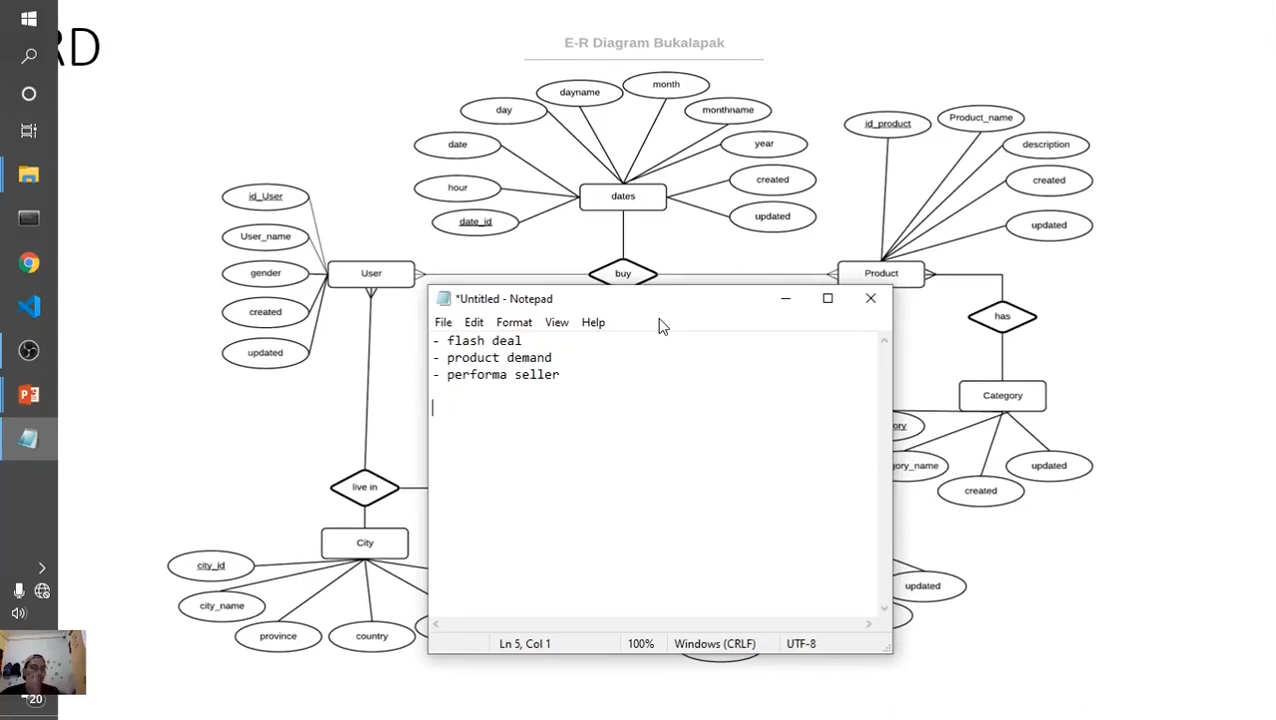 RD
E-R Diagram Bukalapak
month
dayname
day
monthname
date
year
hour
created
date_id
updated
dates
id_product
Product_name
description
created
updated
id_User
User_name
gender
created
updated
User
buy
Product
has
*Untitled - Notepad
File Edit Format View Help
- flash deal
- product demand
- performa seller
Ln 5, Col 1 100% Windows (CRLF) UTF-8
Category
ory
gory_name
updated
created
live in
City
city_id
city_name
province
country
updated
20